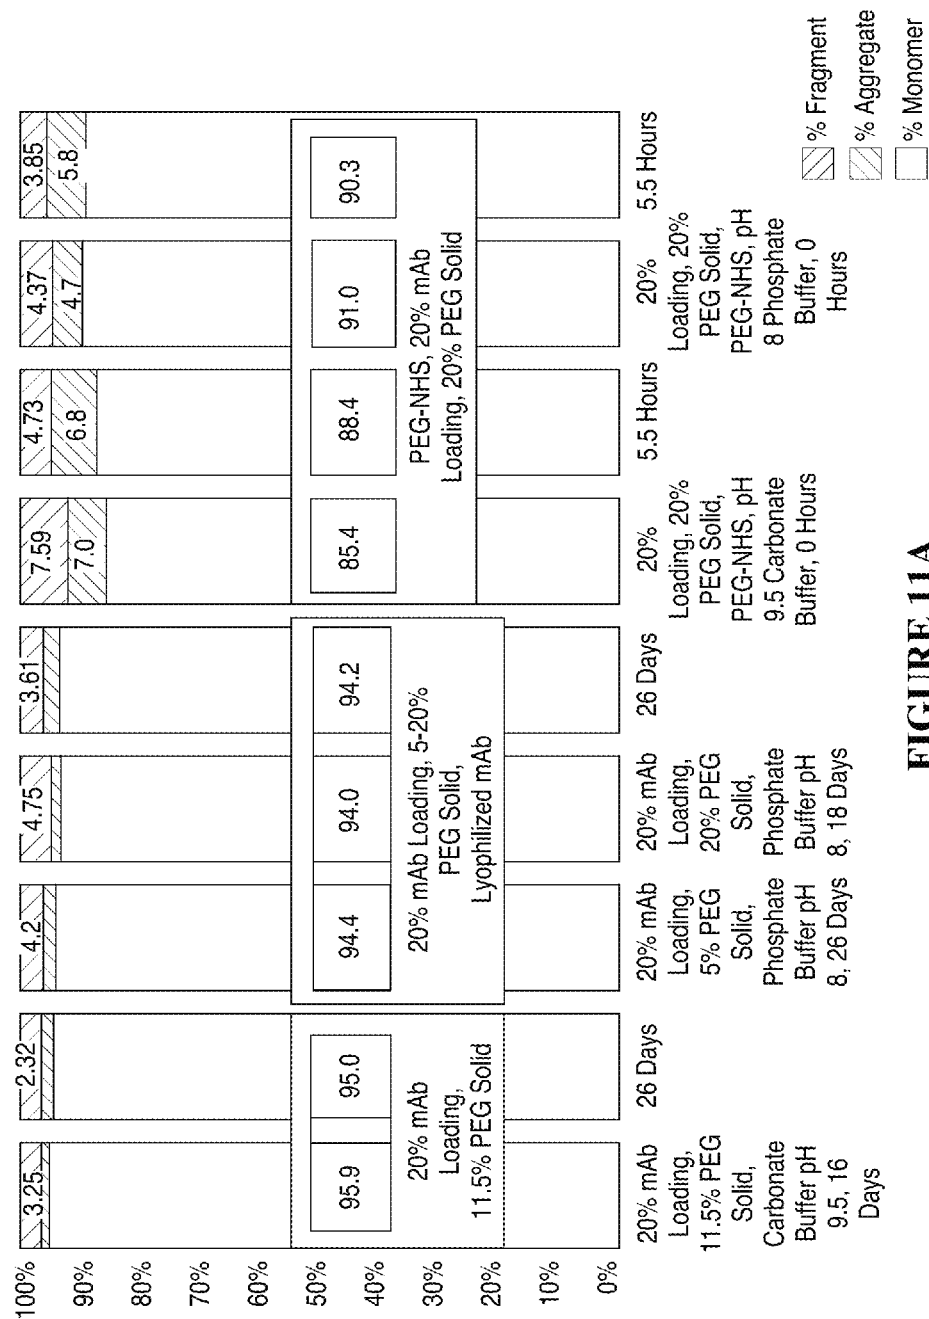 100%
90%
80%
70%
60%
50%
40%
30%
20%
10%
0%
3.25
2.32
4.2
4.75
3.61
7.59
7.0
4.73
6.8
4.37
4.7
3.85
5.8
95.9
95.0
20% mAb
Loading,
11.5% PEG Solid
94.4
94.0
94.2
20% mAb Loading, 5-20%
PEG Solid,
Lyophilized mAb
85.4
88.4
91.0
90.3
PEG-NHS, 20% mAb
Loading, 20% PEG Solid
20% mAb
Loading,
11.5% PEG
Solid,
Carbonate
Buffer pH
9.5, 16
Days
26 Days
20% mAb
Loading,
5% PEG
Solid,
Phosphate
Buffer pH
8, 26 Days
20% mAb
Loading,
20% PEG
Solid,
Phosphate
Buffer pH
8, 18 Days
26 Days
20%
Loading, 20%
PEG Solid,
PEG-NHS, pH
9.5 Carbonate
Buffer, 0 Hours
5.5 Hours
20%
Loading, 20%
PEG Solid,
PEG-NHS, pH
8 Phosphate
Buffer, 0
Hours
5.5 Hours
% Fragment
% Aggregate
% Monomer
FIGURE 11A